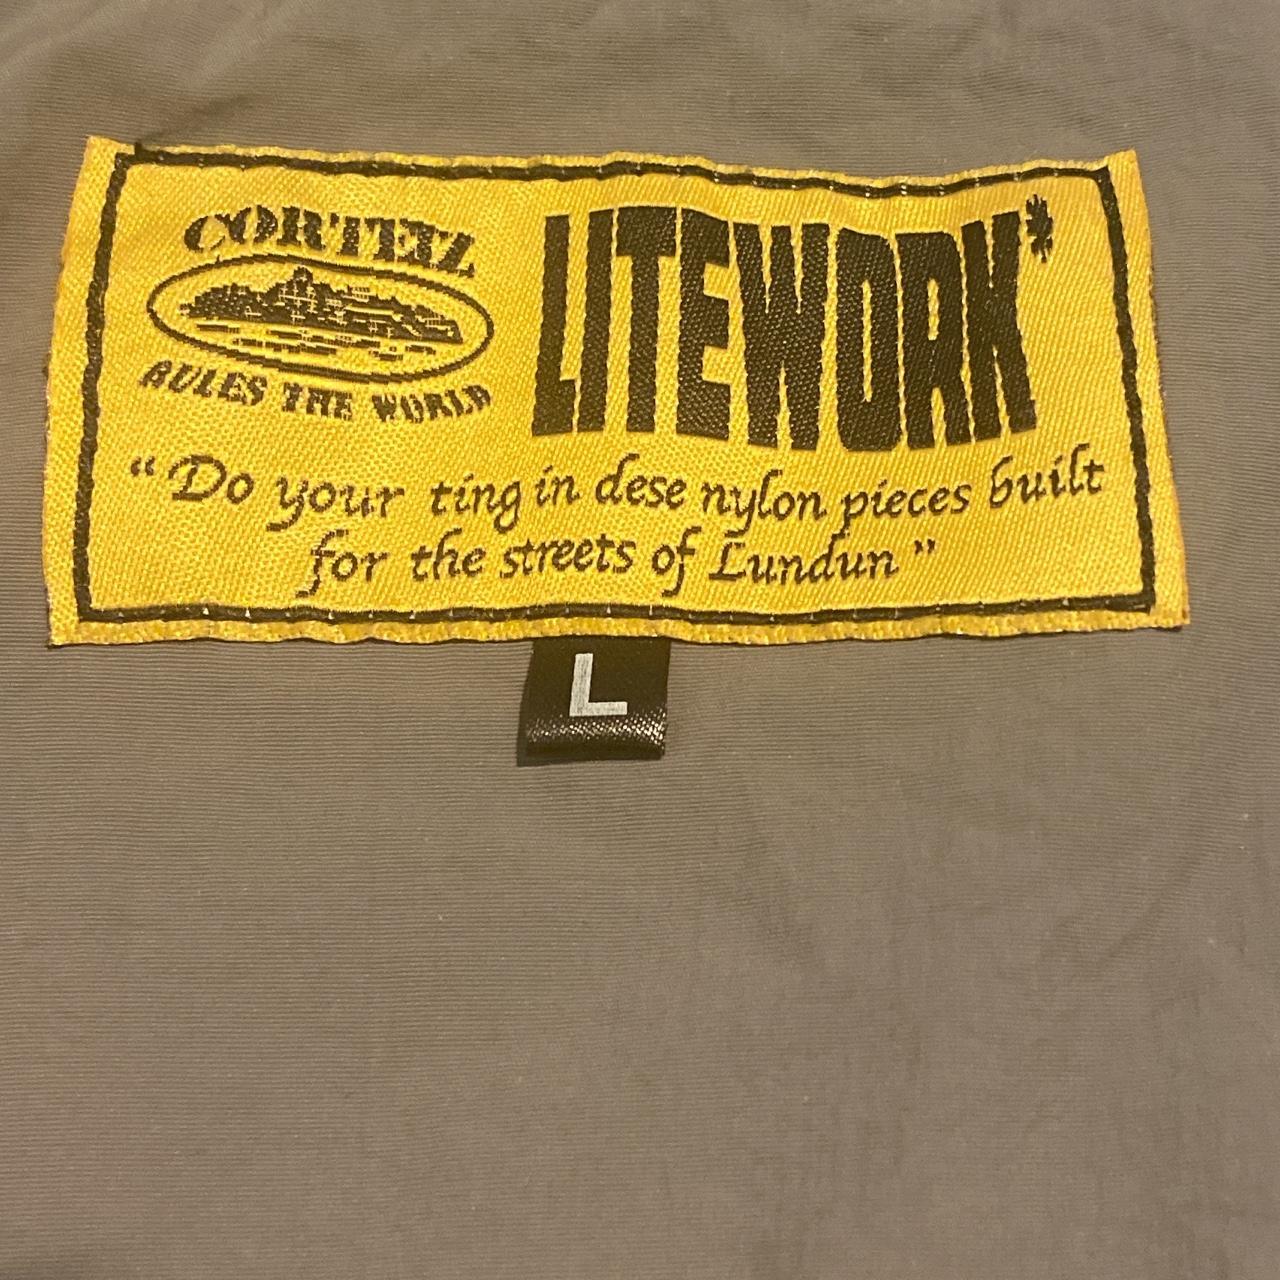 CORTEIZ
RULES THE WORLD
LITEWORK*
“Do your ting in dese nylon pieces built
for the streets of Lundun”
L